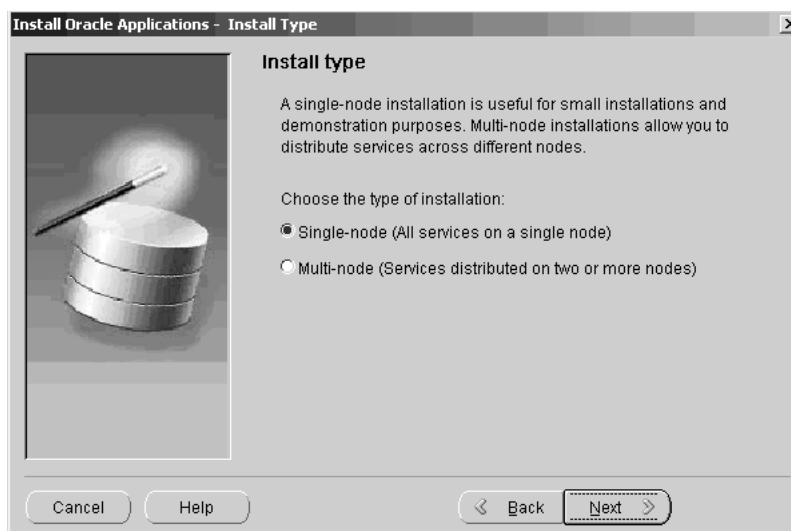 Install Oracle Applications - Install Type
Install type
A single-node installation is useful for small installations and
demonstration purposes. Multi-node installations allow you to
distribute services across different nodes.
Choose the type of installation:
Single-node (All services on a single node)
Multi-node (Services distributed on two or more nodes)
Cancel
Help
Back
Next